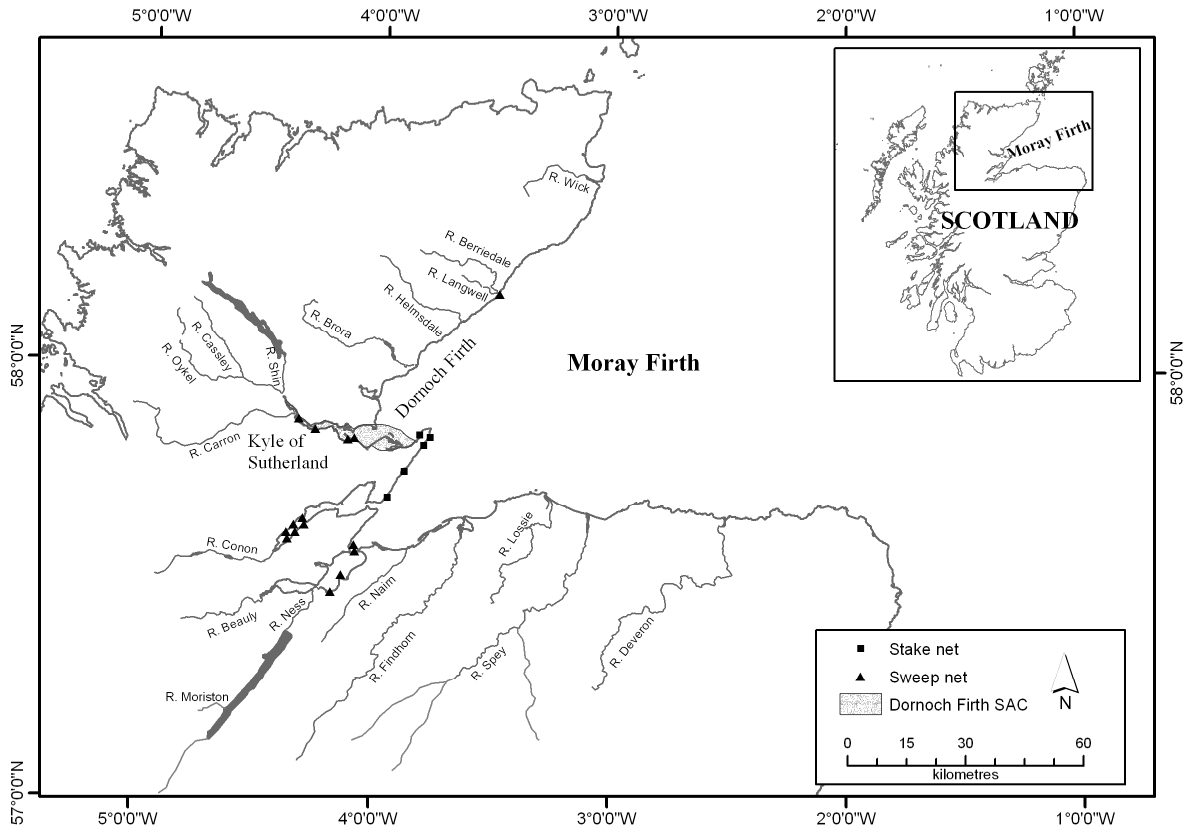 5°0'0"W
4°0'0"W
3°0'0"W
2°0'0"W
1°0'0"W
Moray Firth
SCOTLAND
R. Wick
R. Berriedale
R. Langwell
R. Helmsdale
R. Brora
R. Cassley
R. Oykel
R. Shin
58°0'0"N
58°0'0"N
Dornoch Firth
Moray Firth
R. Carron
Kyle of
Sutherland
R. Conon
R. Lossie
R. Nairn
R. Beauly
R. Ness
R. Findhorn
R. Spey
R. Deveron
R. Moriston
Stake net
Sweep net
Dornoch Firth SAC
N
0 15 30 60
kilometres
57°0'0"N
5°0'0"W
4°0'0"W
3°0'0"W
2°0'0"W
1°0'0"W